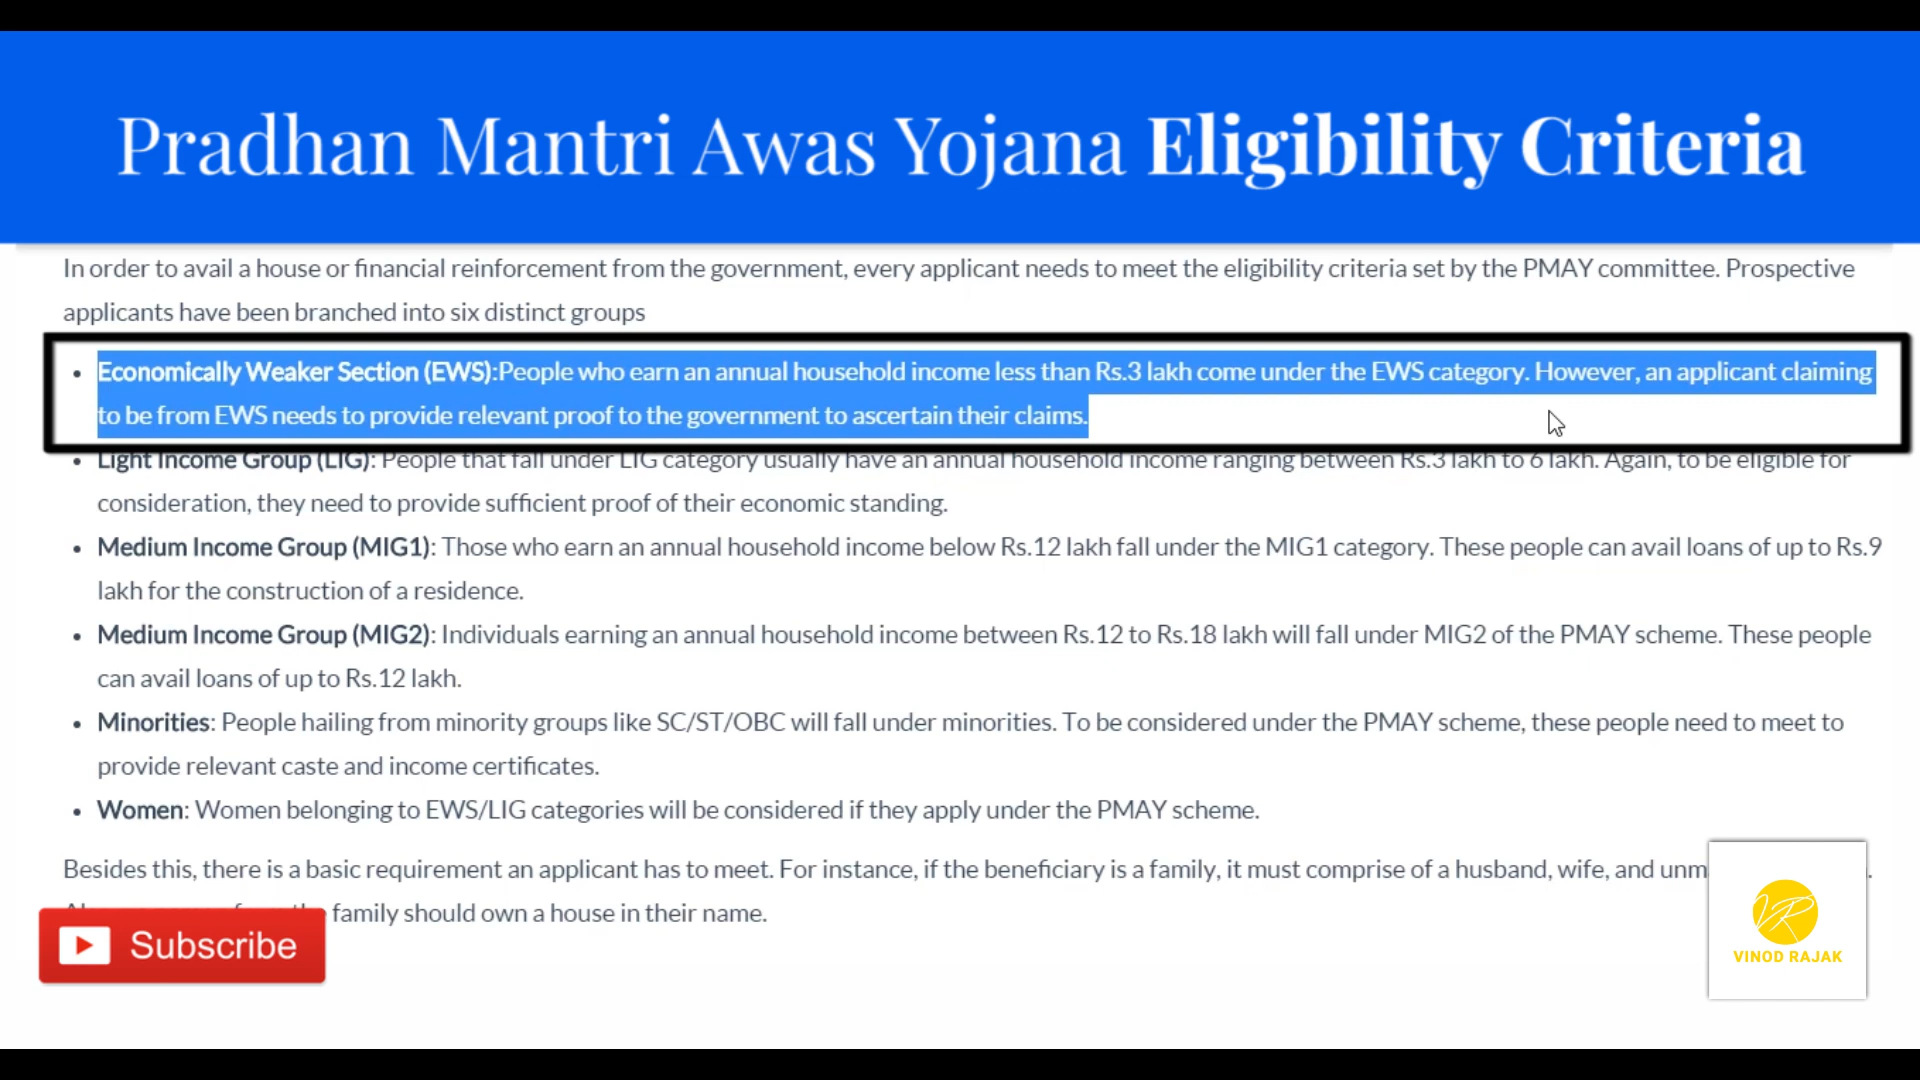 Pradhan Mantri Awas Yojana Eligibility Criteria
In order to avail a house or financial reinforcement from the government, every applicant needs to meet the eligibility criteria set by the PMAY committee. Prospective
applicants have been branched into six distinct groups
• Economically Weaker Section (EWS):People who earn an annual household income less than Rs.3 lakh come under the EWS category. However, an applicant claiming
to be from EWS needs to provide relevant proof to the government to ascertain their claims.
• Light Income Group (LIG): People that fall under LIG category usually have an annual household income ranging between Rs.3 lakh to 6 lakh. Again, to be eligible for
consideration, they need to provide sufficient proof of their economic standing.
• Medium Income Group (MIG1): Those who earn an annual household income below Rs.12 lakh fall under the MIG1 category. These people can avail loans of up to Rs.9
lakh for the construction of a residence.
• Medium Income Group (MIG2): Individuals earning an annual household income between Rs.12 to Rs.18 lakh will fall under MIG2 of the PMAY scheme. These people
can avail loans of up to Rs.12 lakh.
• Minorities: People hailing from minority groups like SC/ST/OBC will fall under minorities. To be considered under the PMAY scheme, these people need to meet to
provide relevant caste and income certificates.
• Women: Women belonging to EWS/LIG categories will be considered if they apply under the PMAY scheme.
Besides this, there is a basic requirement an applicant has to meet. For instance, if the beneficiary is a family, it must comprise of a husband, wife, and
family should own a house in their name.
Subscribe
VR
VINOD RAJAK